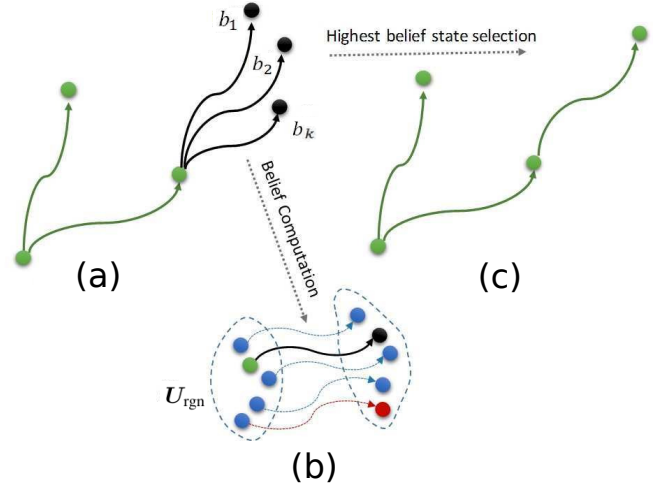 b₁
b₂
bₖ
Highest belief state selection
Belief Computation
(a)
(c)
Uᵣgₙ
(b)